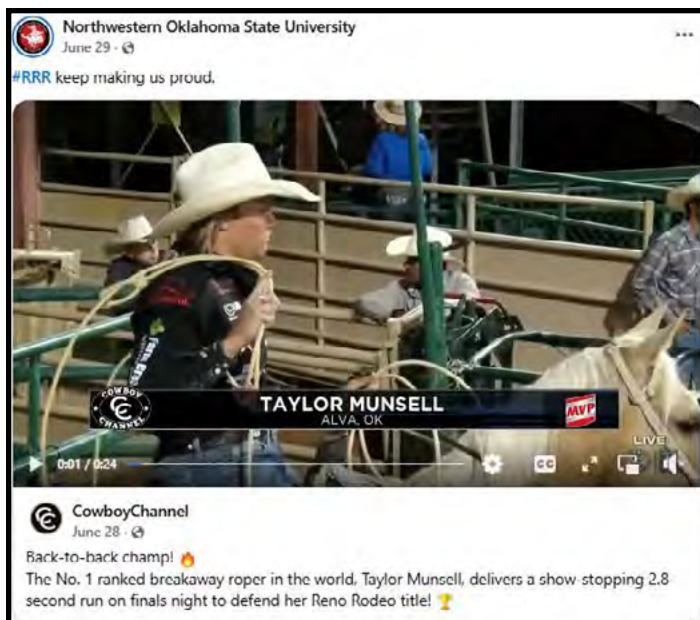 Northwestern Oklahoma State University
June 29 ·
#RRR keep making us proud.
COWBOY
CC
CHANNEL
TAYLOR MUNSELL
ALVA, OK
MVP
LIVE
0:01 / 0:24
CC
CC
CowboyChannel
June 28 ·
Back-to-back champ! 🔥
The No. 1 ranked breakaway roper in the world, Taylor Munsell, delivers a show-stopping 2.8
second run on finals night to defend her Reno Rodeo title! 🏆